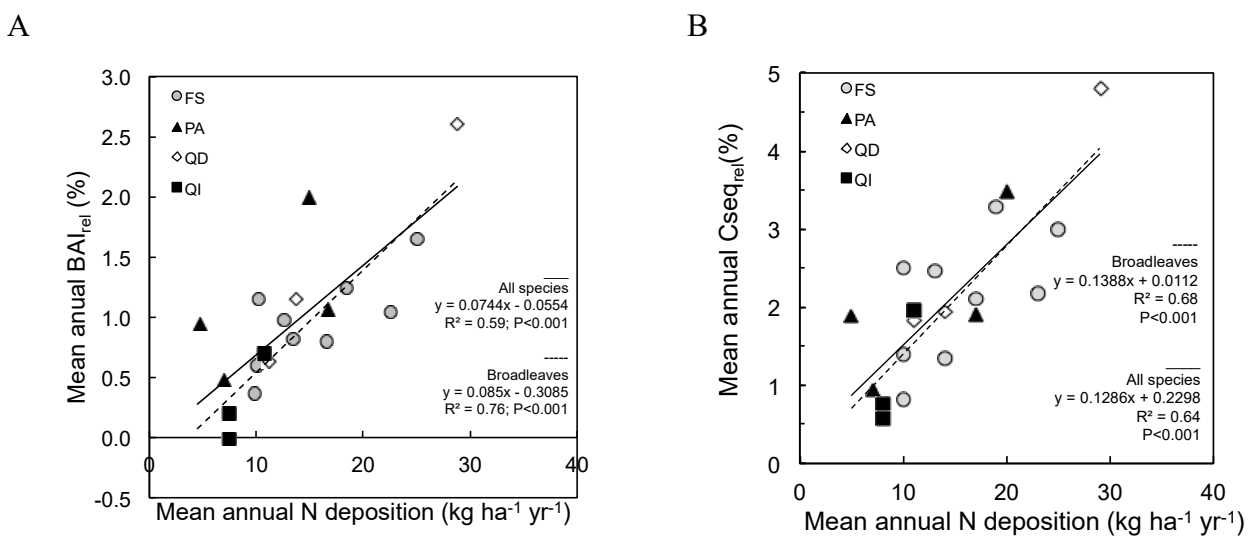 A
Mean anual BAIrel (%)
3.0
2.5
2.0
1.5
1.0
0.5
0.0
-0.5
FS
PA
QD
QI
All species
y = 0.0744x - 0.0554
R² = 0.59; P<0.001
-----
Broadleaves
y = 0.085x - 0.3085
R² = 0.76; P<0.001
0 10 20 30 40
Mean annual N deposition (kg ha-1 yr-1)
B
Mean annual Cseqrel(%)
5
4
3
2
1
0
FS
PA
QD
QI
-----
Broadleaves
y = 0.1388x + 0.0112
R² = 0.68
P<0.001
All species
y = 0.1286x + 0.2298
R² = 0.64
P<0.001
0 10 20 30 40
Mean annual N deposition (kg ha-1 yr-1)